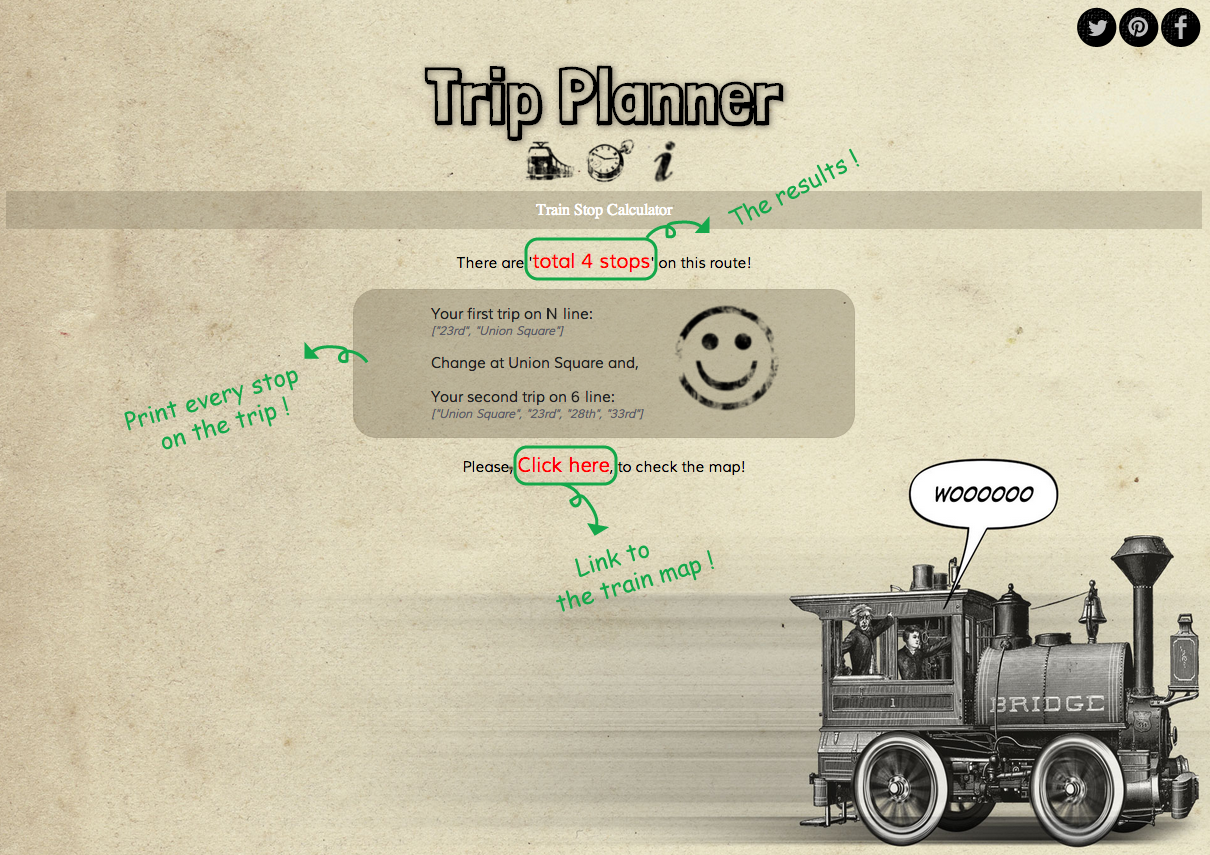 Trip Planner
The results !
Train Stop Calculator
There are 'total 4 stops' on this route!
Your first trip on N line:
["23rd", "Union Square"]
Change at Union Square and,
Your second trip on 6 line:
["Union Square", "23rd", "28th", "33rd"]
Print every stop
on the trip !
Please, Click here, to check the map!
Link to
the train map !
WOOOOOO
1
BRIDGE